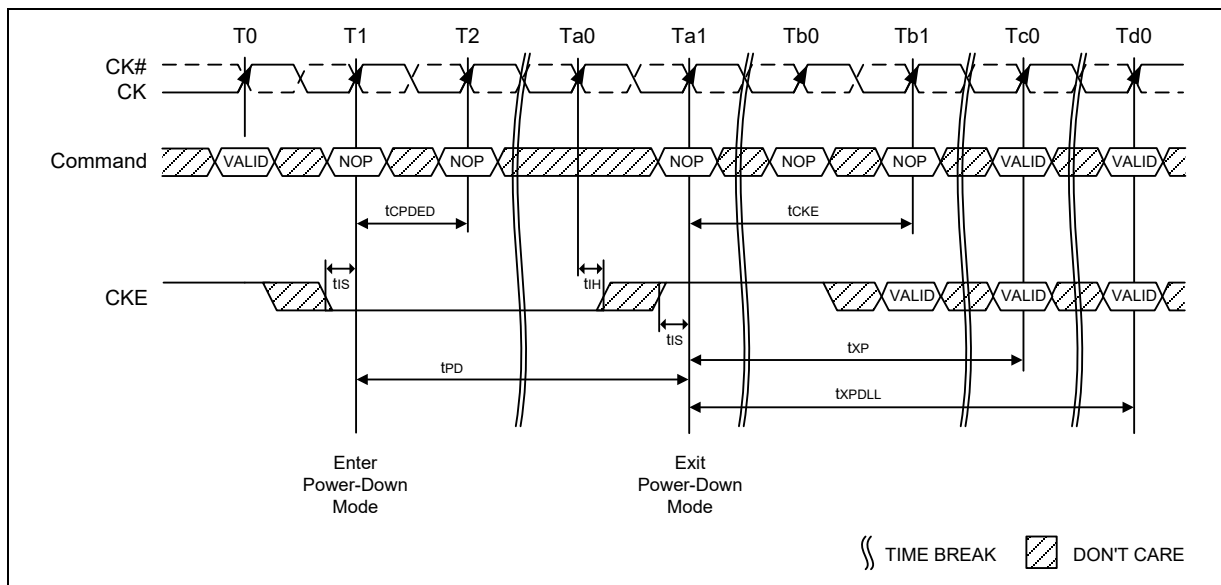 T0 T1 T2 Ta0 Ta1 Tb0 Tb1 Tc0 Td0
CK#
CK
Command VALID NOP NOP NOP NOP NOP VALID VALID
tCPDED tCKE
tIS tIH
CKE VALID VALID VALID
tIS
tXP
tPD
tXPDLL
Enter
Power-Down
Mode
Exit
Power-Down
Mode
TIME BREAK DON'T CARE